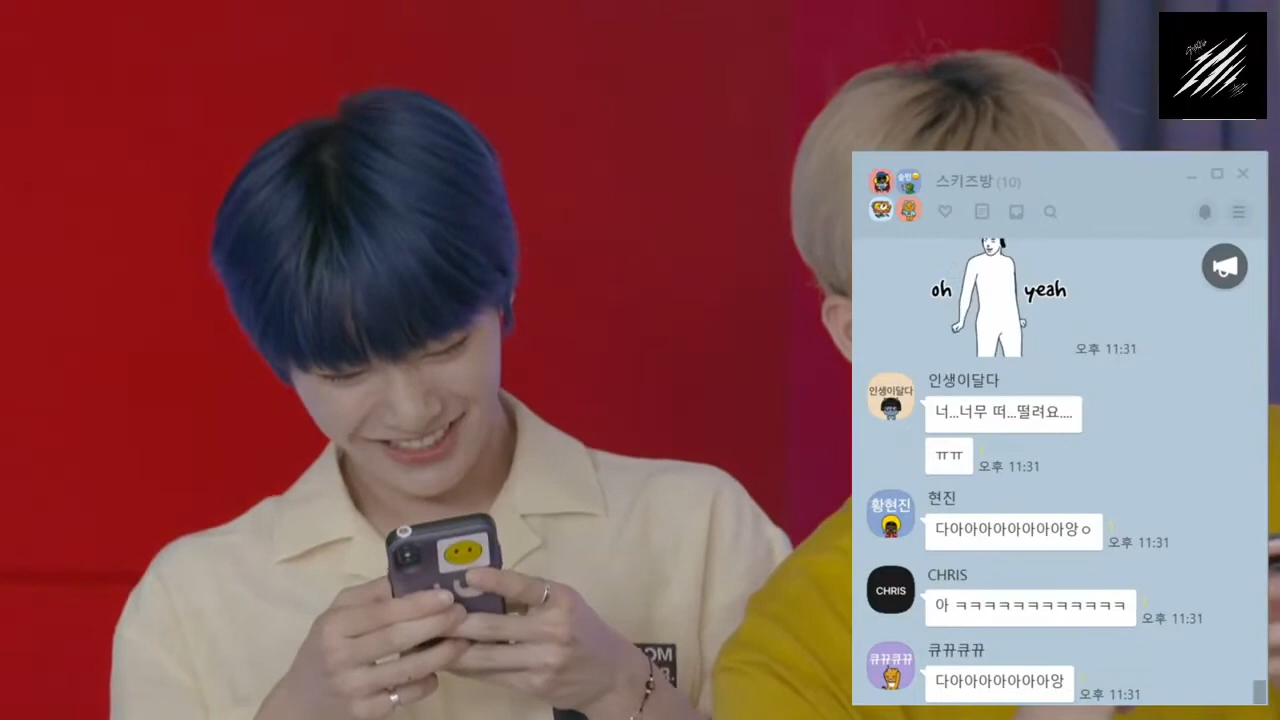 스키즈방 (10)
oh yeah
오후 11:31
인생이달다
인생이달다
너...너무 떠...떨려요....
ㅠㅠ
오후 11:31
현진
황현진
다아아아아아아아아앙ㅇ
오후 11:31
CHRIS
CHRIS
아 ㅋㅋㅋㅋㅋㅋㅋㅋㅋㅋㅋㅋ
오후 11:31
큐뀨큐뀨
큐뀨큐뀨
다아아아아아아아앙
오후 11:31